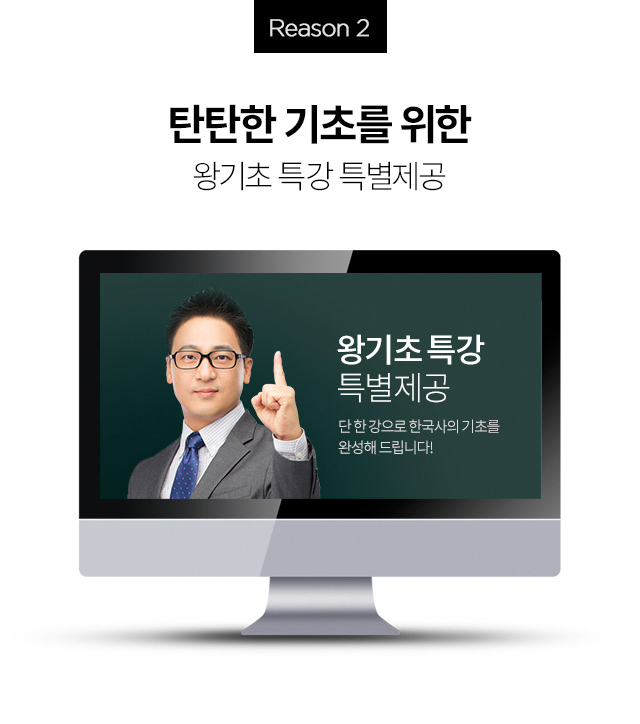 Reason 2
탄탄한 기초를 위한
왕기초 특강 특별제공
왕기초 특강
특별제공
단 한 강으로 한국사의 기초를
완성해 드립니다!